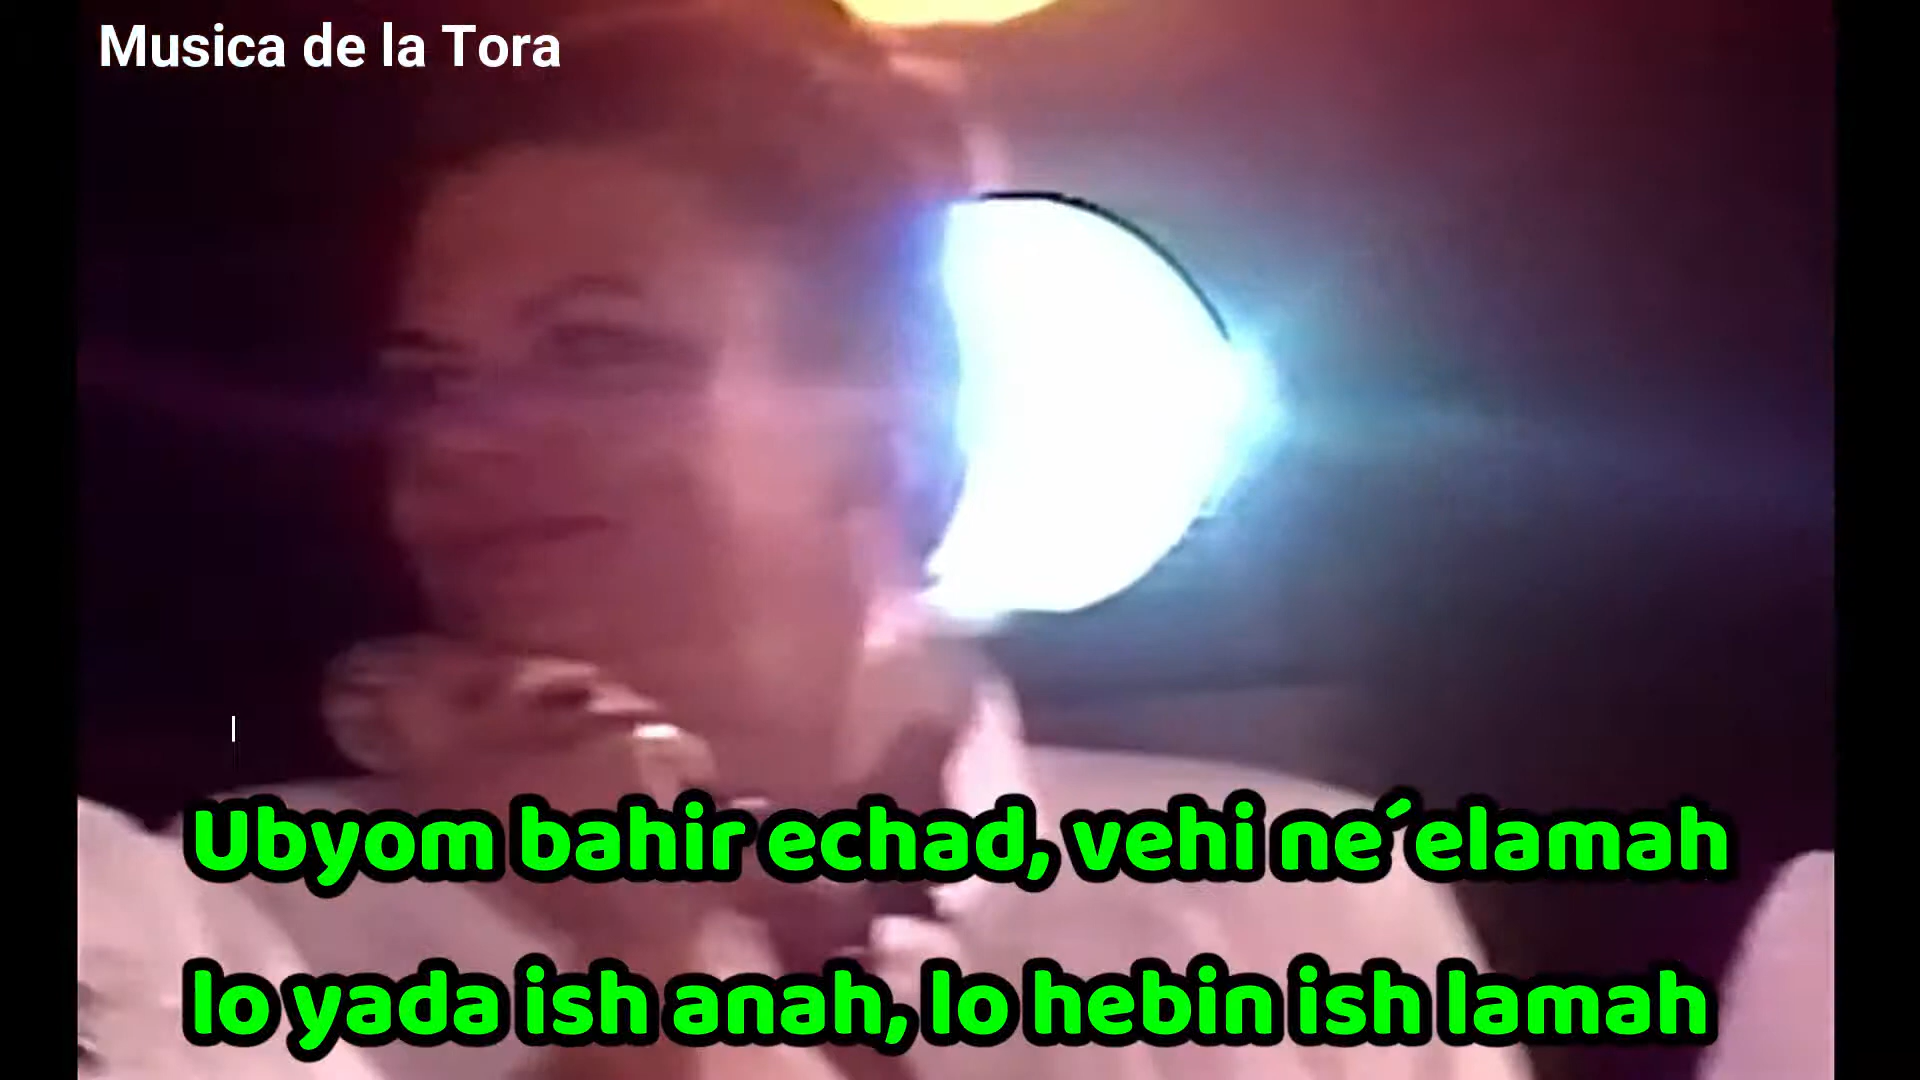 Musica de la Tora
Ubyom bahir echad, vehi ne´elamah
lo yada ish anah, lo hebin ish lamah